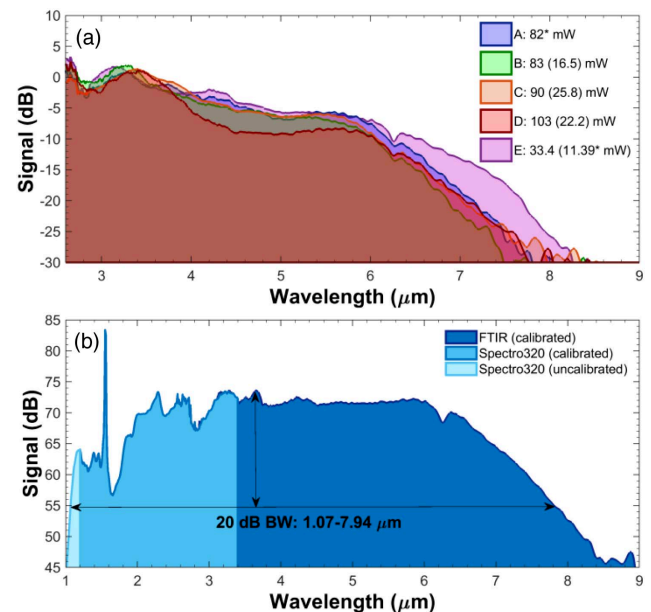 (a)
A: 82* mW
B: 83 (16.5) mW
C: 90 (25.8) mW
D: 103 (22.2) mW
E: 33.4 (11.39* mW)
Signal (dB)
10
5
0
-5
-10
-15
-20
-25
-30
3 4 5 6 7 8 9
Wavelength (μm)
(b)
FTIR (calibrated)
Spectro320 (calibrated)
Spectro320 (uncalibrated)
Signal (dB)
85
80
75
70
65
60
55
50
45
20 dB BW: 1.07-7.94 μm
1 2 3 4 5 6 7 8 9
Wavelength (μm)